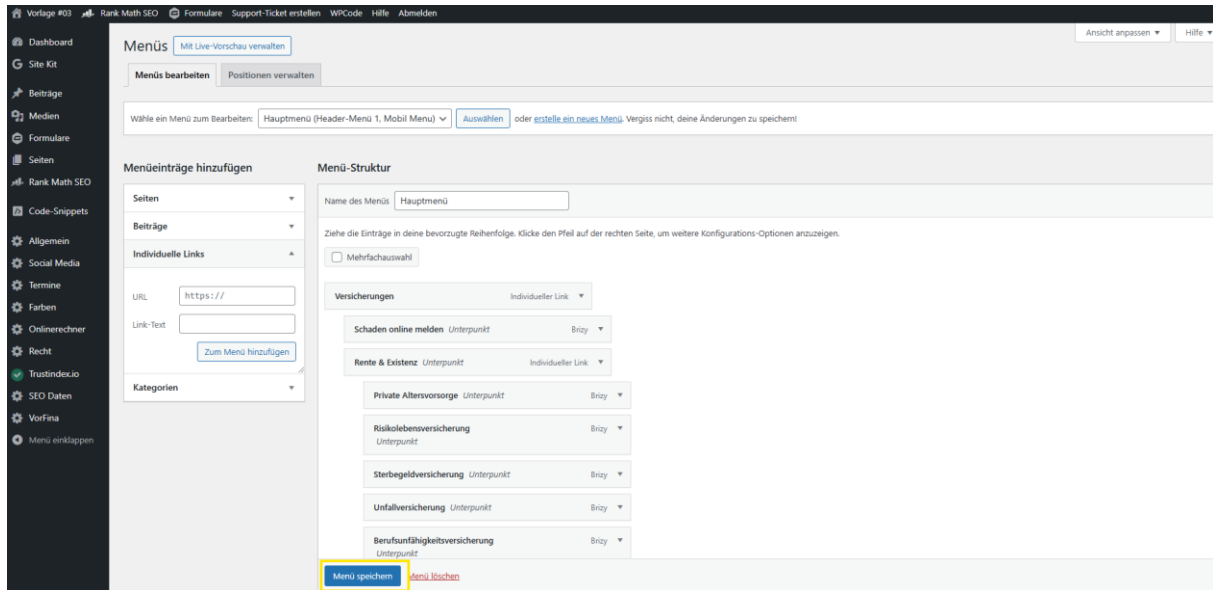 Vorlage #03 Rank Math SEO Formulare Support-Ticket erstellen WPCode Hilfe Abmelden
Dashboard
Site Kit
Beiträge
Medien
Formulare
Seiten
Rank Math SEO
Code-Snippets
Allgemein
Social Media
Termine
Farben
Onlinerechner
Recht
Trustindex.io
SEO Daten
VorFina
Menü einklappen
Ansicht anpassen Hilfe
Menüs Mit Live-Vorschau verwalten
Menüs bearbeiten Positionen verwalten
Wähle ein Menü zum Bearbeiten: Hauptmenü (Header-Menü 1, Mobil Menu) Auswählen oder erstelle ein neues Menü. Vergiss nicht, deine Änderungen zu speichern!
Menüeinträge hinzufügen
Seiten
Beiträge
Individuelle Links
URL https://
Link-Text
Zum Menü hinzufügen
Kategorien
Menü-Struktur
Name des Menüs Hauptmenü
Ziehe die Einträge in deine bevorzugte Reihenfolge. Klicke den Pfeil auf der rechten Seite, um weitere Konfigurations-Optionen anzuzeigen.
Mehrfachauswahl
Versicherungen Individueller Link
Schaden online melden Unterpunkt Brizy
Rente & Existenz Unterpunkt Individueller Link
Private Altersvorsorge Unterpunkt Brizy
Risikolebensversicherung Brizy
Unterpunkt
Sterbegeldversicherung Unterpunkt Brizy
Unfallversicherung Unterpunkt Brizy
Berufsunfähigkeitsversicherung Brizy
Unterpunkt
Menü speichern Menü löschen